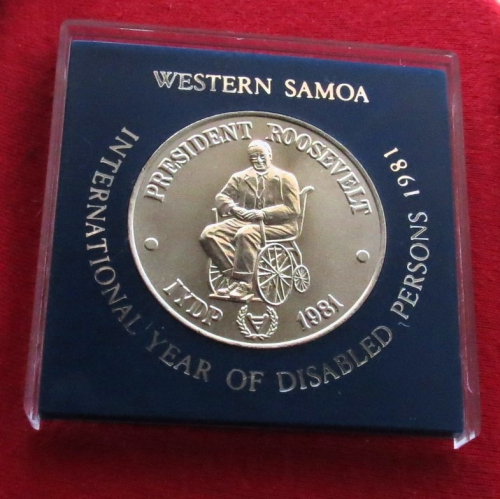 WESTERN SAMOA
INTERNATIONAL YEAR OF DISABLED PERSONS 1981
PRESIDENT ROOSEVELT
IYDP 1981